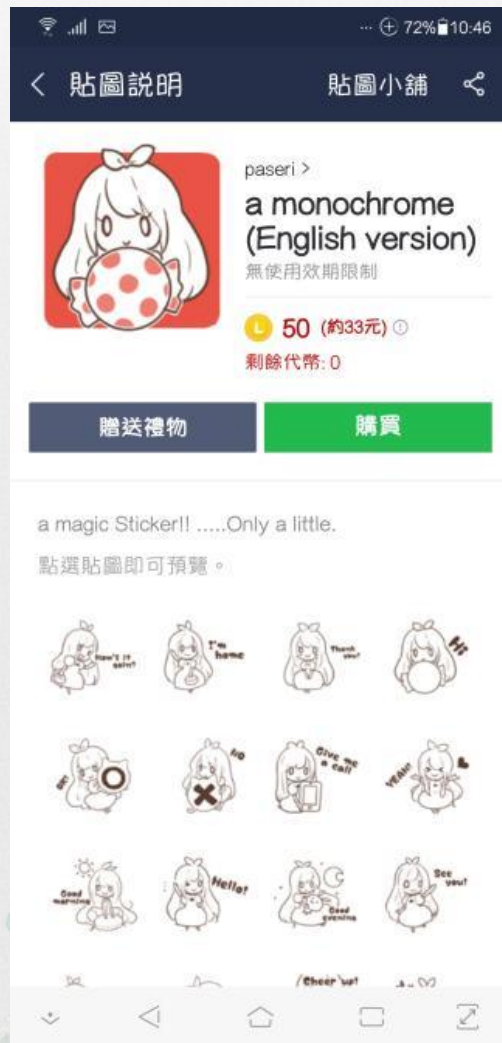 72% 10:46
貼圖説明
貼圖小舖
paseri >
a monochrome
(English version)
無使用效期限制
L 50 (約33元)
剩餘代幣: 0
贈送禮物
購買
a magic Sticker!! .....Only a little.
點選貼圖即可預覽。
How's it goin?
I'm home
Thank you!
Hi
OK!
NO
Give me a call
YEAH!
Good morning
Hello!
Good evening
See you!
Cheer up!